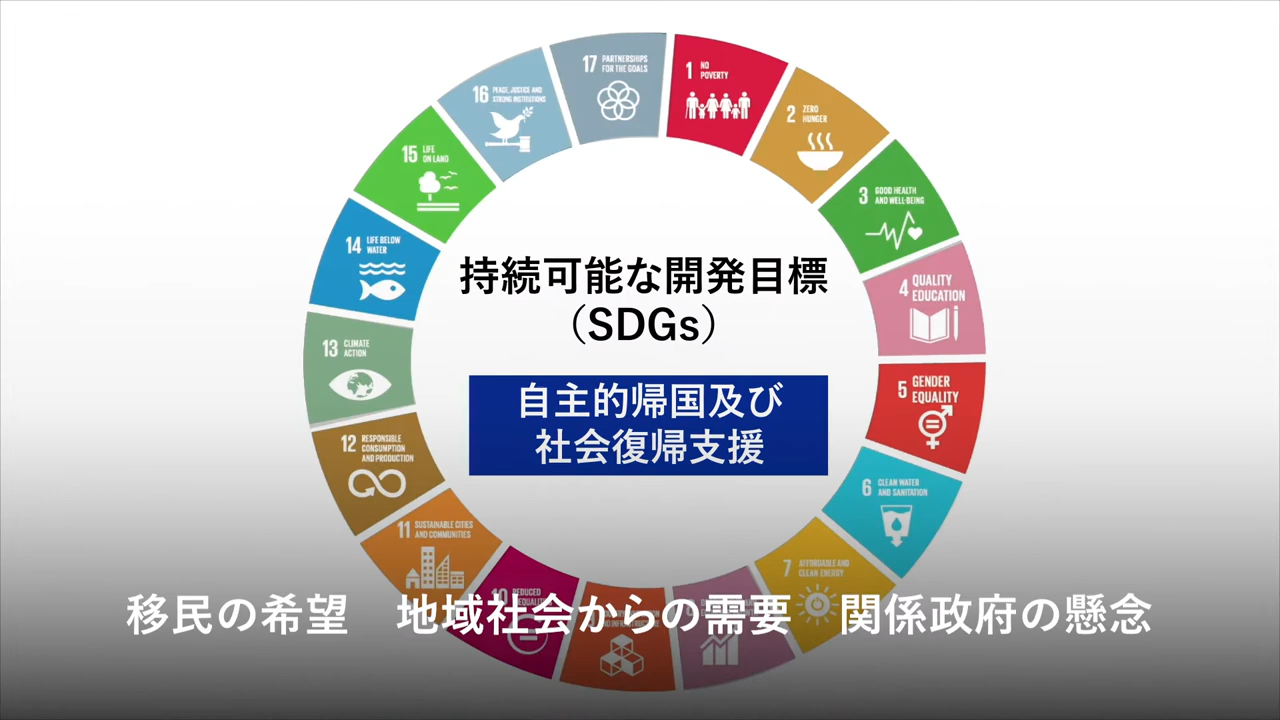 17 PARTNERSHIPS
FOR THE GOALS
1 NO
POVERTY
2 ZERO
HUNGER
3 GOOD HEALTH
AND WELL-BEING
4 QUALITY
EDUCATION
5 GENDER
EQUALITY
6 CLEAN WATER
AND SANITATION
7 AFFORDABLE AND
CLEAN ENERGY
10 REDUCED
11 SUSTAINABLE CITIES
AND COMMUNITIES
12 RESPONSIBLE
CONSUMPTION
AND PRODUCTION
13 CLIMATE
ACTION
14 LIFE BELOW
WATER
15 LIFE
ON LAND
16 PEACE, JUSTICE AND
STRONG INSTITUTIONS
持続可能な開発目標
（SDGs）
自主的帰国及び
社会復帰支援
移民の希望　地域社会からの需要　関係政府の懸念